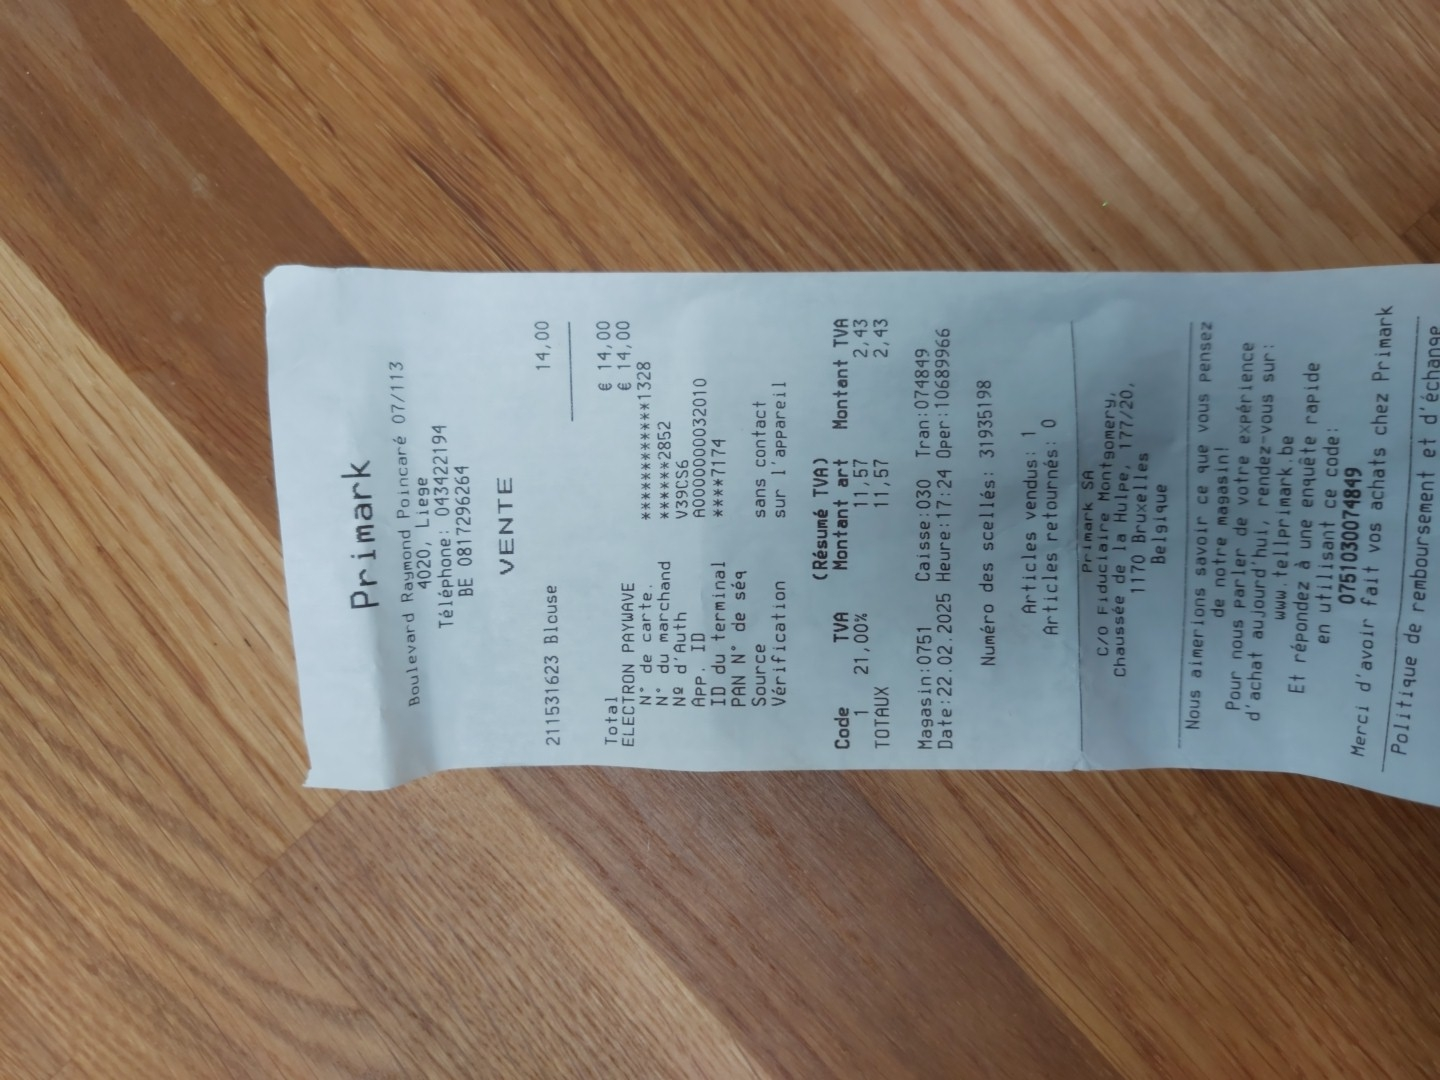 Primark
Boulevard Raymond Poincaré 07/113
4020, Liege
Téléphone: 043422194
BE 0817296264
VENTE
211531623 Blouse 14,00
Total € 14,00
ELECTRON PAYWAVE € 14,00
N° de carte. ************1328
N° du marchand ******2852
Nº d'Auth V39CS6
APP. ID A0000000032010
ID du terminal ****7174
PAN N° de séq
Source sans contact
Vérification sur l'appareil
(Résumé TVA)
Code TVA Montant art Montant TVA
1 21,00% 11,57 2,43
TOTAUX 11,57 2,43
Magasin:0751 Caisse:030 Tran:074849
Date:22.02.2025 Heure:17:24 Oper:10689966
Numéro des scellés: 31935198
Articles vendus: 1
Articles retournés: 0
Primark SA
C/O Fiduciaire Montgomery,
Chaussée de la Hulpe, 177/20,
1170 Bruxelles
Belgique
Nous aimerions savoir ce que vous pensez
de notre magasin!
Pour nous parler de votre expérience
d'achat aujourd'hui, rendez-vous sur:
www.tellprimark.be
Et répondez à une enquête rapide
en utilisant ce code:
0751030074849
Merci d'avoir fait vos achats chez Primark
Politique de remboursement et d'échange